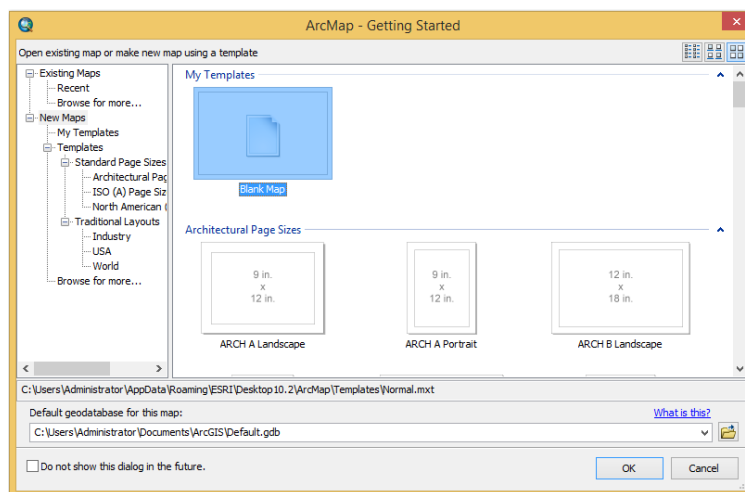 ArcMap - Getting Started
Open existing map or make new map using a template
Existing Maps
Recent
Browse for more...
New Maps
My Templates
Templates
Standard Page Sizes
Architectural Pag
ISO (A) Page Siz
North American (
Traditional Layouts
Industry
USA
World
Browse for more...
My Templates
Blank Map
Architectural Page Sizes
9 in.
x
12 in.
ARCH A Landscape
9 in.
x
12 in.
ARCH A Portrait
12 in.
x
18 in.
ARCH B Landscape
C:\Users\Administrator\AppData\Roaming\ESRI\Desktop10.2\ArcMap\Templates\Normal.mxt
Default geodatabase for this map:
What is this?
C:\Users\Administrator\Documents\ArcGIS\Default.gdb
Do not show this dialog in the future.
OK
Cancel